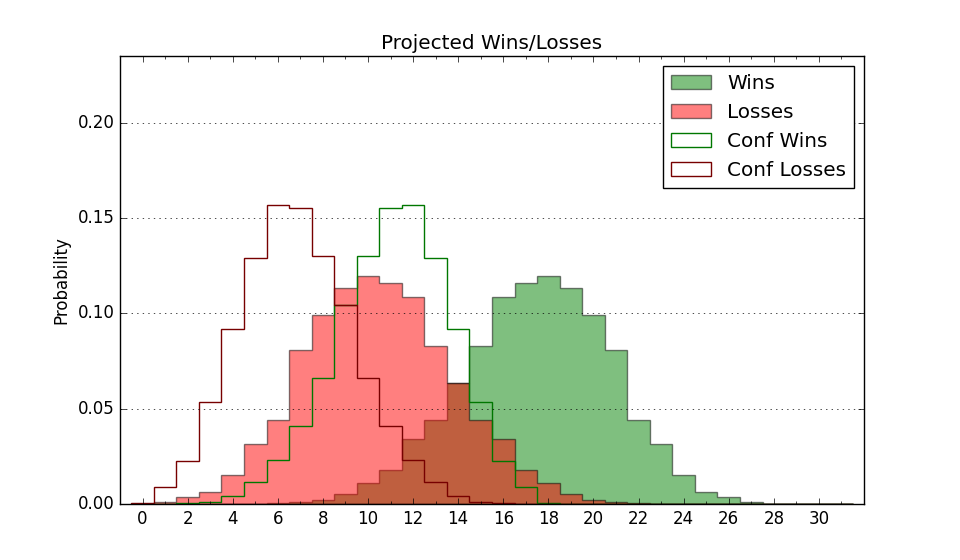 Projected Wins/Losses
Wins
Losses
Conf Wins
Conf Losses
Probability
0.20
0.15
0.10
0.05
0.00
0 2 4 6 8 10 12 14 16 18 20 22 24 26 28 30